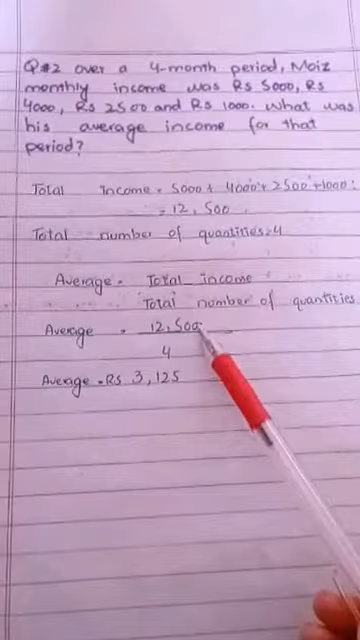 Q#2 over a 4-month period, Moiz
monthly income was Rs 5000, Rs
4000, Rs 2500 and Rs 1000. What was
his average income for that
period?
Total income = 5000 + 4000 + 2500 + 1000
= 12,500
Total number of quantities = 4
Average = Total income
Total number of quantities
Average = 12,500
4
Average = Rs 3,125